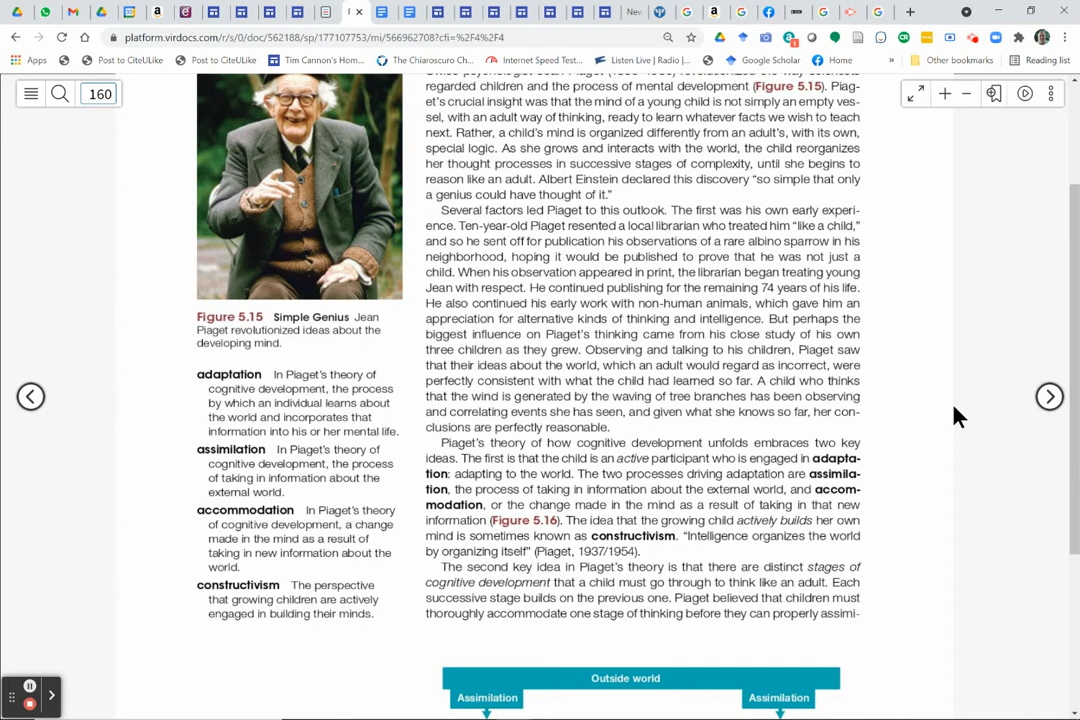 New
platform.virdocs.com/r/s/0/doc/562188/sp/177107753/mi/566962708?cfi=%2F4%2F4
Apps
Post to CiteULike
Post to CiteULike
Tim Cannon's Hom...
The Chiaroscuro Ch...
Internet Speed Test...
Listen Live | Mixlr
Google Scholar
Home
»
Other bookmarks
Reading list
160
regarded children and the process of mental development (Figure 5.15). Piag-
et's crucial insight was that the mind of a young child is not simply an empty ves-
sel, with an adult way of thinking, ready to learn whatever facts we wish to teach
next. Rather, a child's mind is organized differently from an adult's, with its own,
special logic. As she grows and interacts with the world, the child reorganizes
her thought processes in successive stages of complexity, until she begins to
reason like an adult. Albert Einstein declared this discovery "so simple that only
a genius could have thought of it."
Several factors led Piaget to this outlook. The first was his own early experi-
ence. Ten-year-old Piaget resented a local librarian who treated him "like a child,"
and so he sent off for publication his observations of a rare albino sparrow in his
neighborhood, hoping it would be published to prove that he was not just a
child. When his observation appeared in print, the librarian began treating young
Jean with respect. He continued publishing for the remaining 74 years of his life.
He also continued his early work with non-human animals, which gave him an
appreciation for alternative kinds of thinking and intelligence. But perhaps the
biggest influence on Piaget's thinking came from his close study of his own
three children as they grew. Observing and talking to his children, Piaget saw
that their ideas about the world, which an adult would regard as incorrect, were
perfectly consistent with what the child had learned so far. A child who thinks
that the wind is generated by the waving of tree branches has been observing
and correlating events she has seen, and given what she knows so far, her con-
clusions are perfectly reasonable.
Piaget's theory of how cognitive development unfolds embraces two key
ideas. The first is that the child is an active participant who is engaged in adapta-
tion: adapting to the world. The two processes driving adaptation are assimila-
tion, the process of taking in information about the external world, and accom-
modation, or the change made in the mind as a result of taking in that new
information (Figure 5.16). The idea that the growing child actively builds her own
mind is sometimes known as constructivism. "Intelligence organizes the world
by organizing itself" (Piaget, 1937/1954).
The second key idea in Piaget's theory is that there are distinct stages of
cognitive development that a child must go through to think like an adult. Each
successive stage builds on the previous one. Piaget believed that children must
thoroughly accommodate one stage of thinking before they can properly assimi-
Figure 5.15 Simple Genius Jean
Piaget revolutionized ideas about the
developing mind.
adaptation In Piaget's theory of
cognitive development, the process
by which an individual learns about
the world and incorporates that
information into his or her mental life.
assimilation In Piaget's theory of
cognitive development, the process
of taking in information about the
external world.
accommodation In Piaget's theory
of cognitive development, a change
made in the mind as a result of
taking in new information about the
world.
constructivism The perspective
that growing children are actively
engaged in building their minds.
Outside world
Assimilation
Assimilation